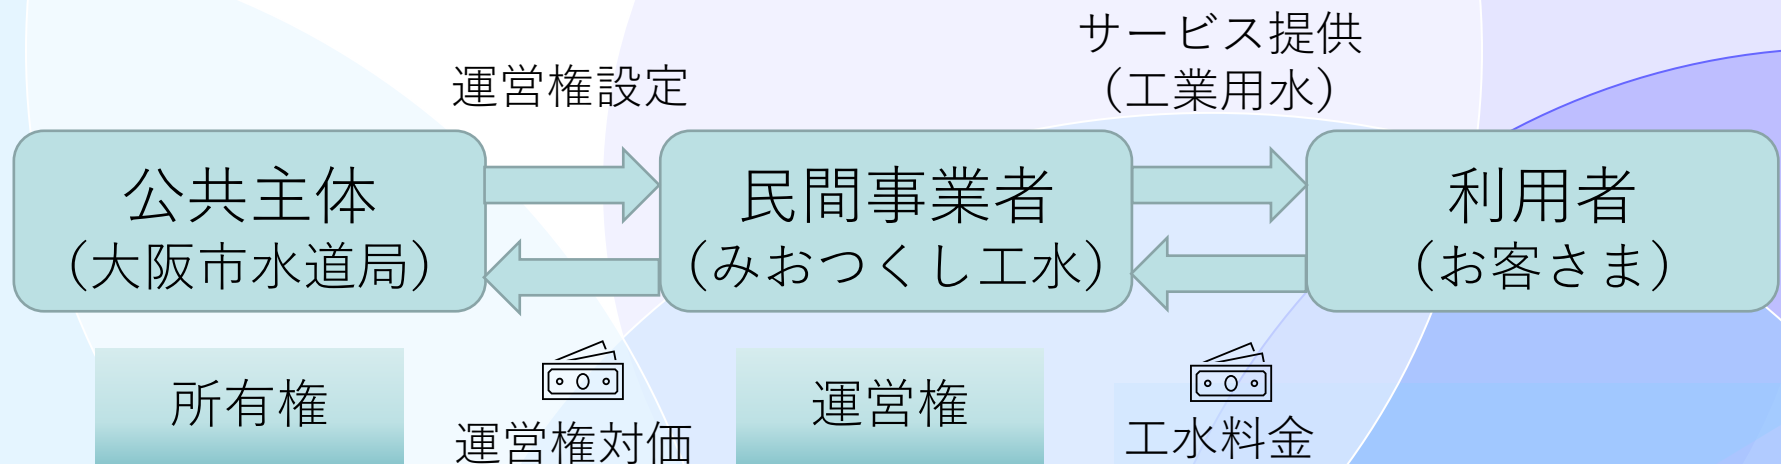 サービス提供
（工業用水）
運営権設定
公共主体
（大阪市水道局）
民間事業者
（みおつくし工水）
利用者
（お客さま）
所有権
運営権対価
運営権
工水料金